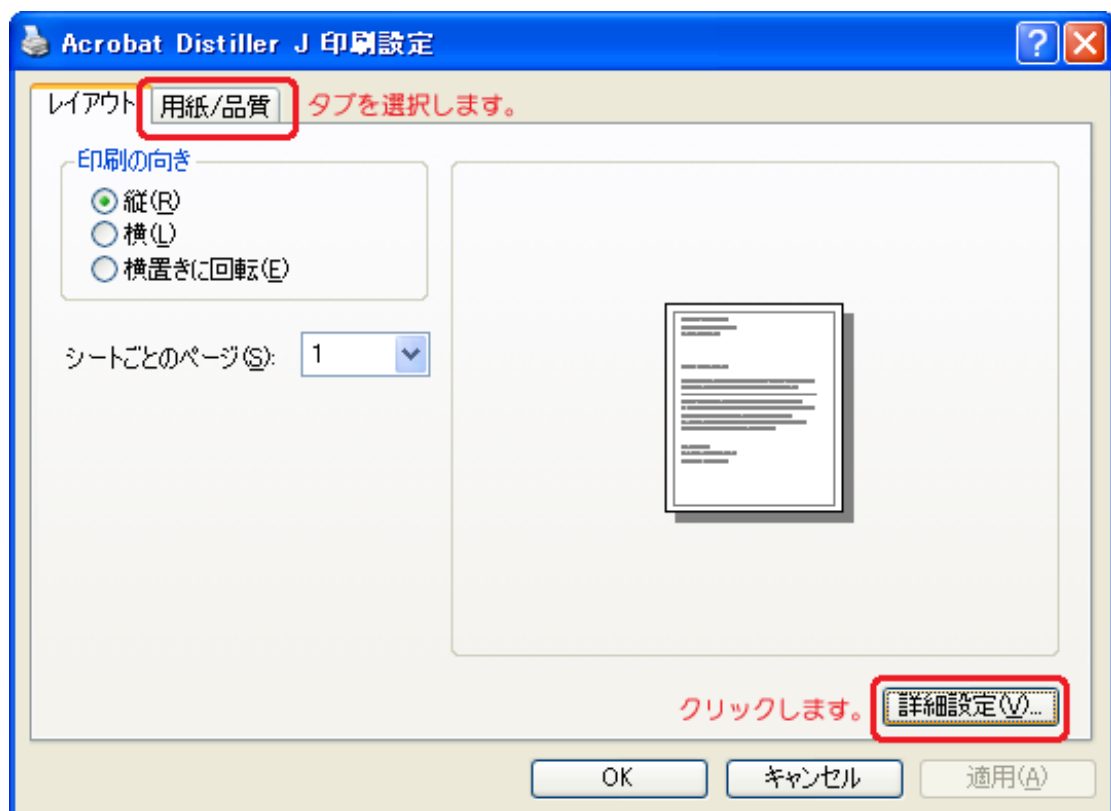 Acrobat Distiller J 印刷設定
レイアウト 用紙/品質 タブを選択します。
印刷の向き
縦(R)
横(L)
横置きに回転(E)
シートごとのページ(S): 1
クリックします。 詳細設定(V)...
OK キャンセル 適用(A)